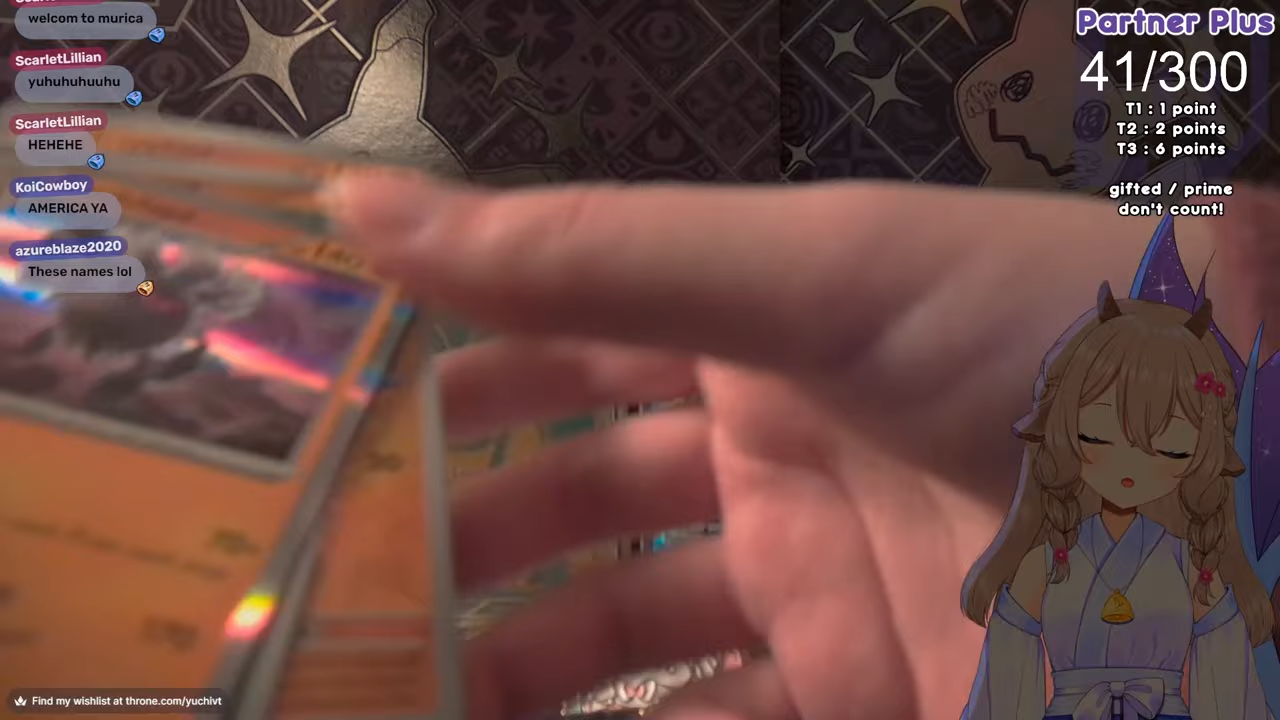 welcom to murica
ScarletLillian
yuhuhuhuuhu
ScarletLillian
HEHEHE
KoiCowboy
AMERICA YA
azureblaze2020
These names lol
Partner Plus
41/300
T1 : 1 point
T2 : 2 points
T3 : 6 points
gifted / prime
don't count!
Find my wishlist at throne.com/yuchivt